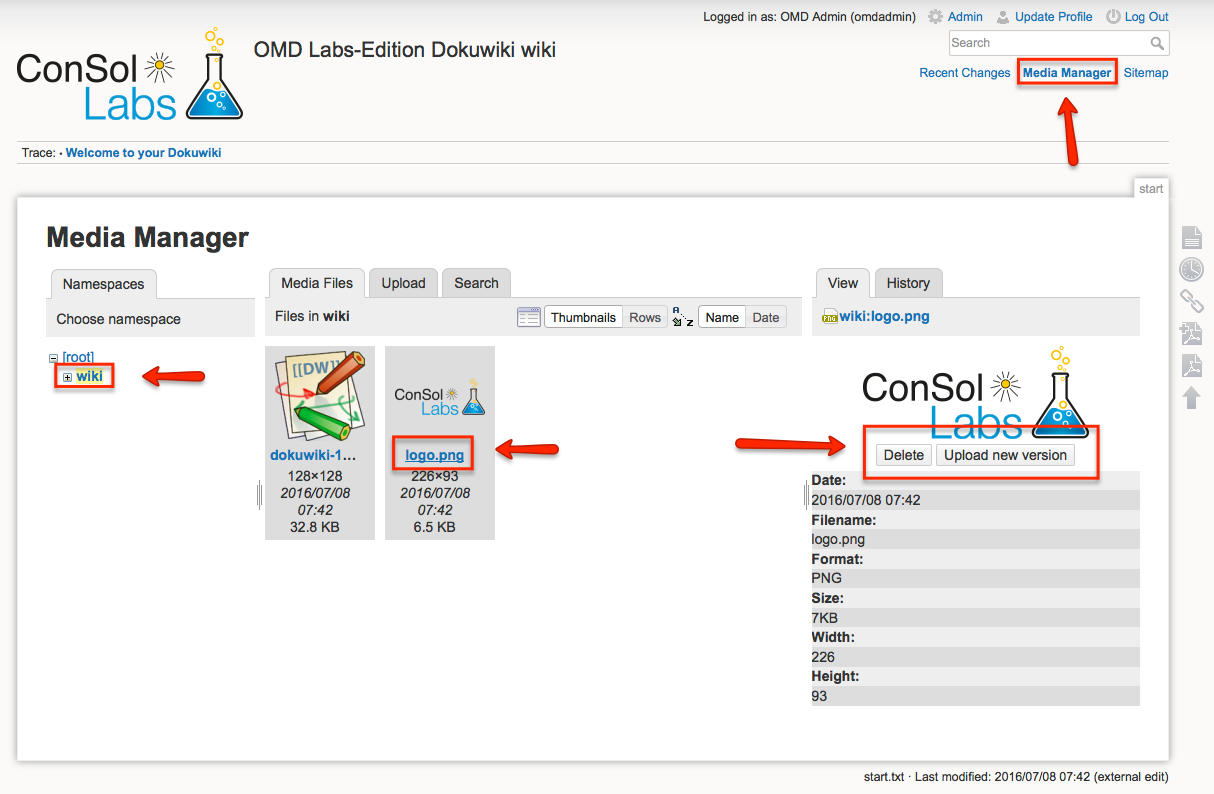 Logged in as: OMD Admin (omdadmin) Admin Update Profile Log Out
ConSol
Labs
OMD Labs-Edition Dokuwiki wiki
Search
Recent Changes Media Manager Sitemap
Trace: • Welcome to your Dokuwiki
start
Media Manager
Namespaces
Choose namespace
[root]
wiki
Media Files Upload Search
Files in wiki Thumbnails Rows A Z Name Date
[[DW]]
dokuwiki-1...
128×128
2016/07/08
07:42
32.8 KB
ConSol
Labs
logo.png
226×93
2016/07/08
07:42
6.5 KB
View History
PNG wiki:logo.png
ConSol
Labs
Delete Upload new version
Date:
2016/07/08 07:42
Filename:
logo.png
Format:
PNG
Size:
7KB
Width:
226
Height:
93
start.txt · Last modified: 2016/07/08 07:42 (external edit)